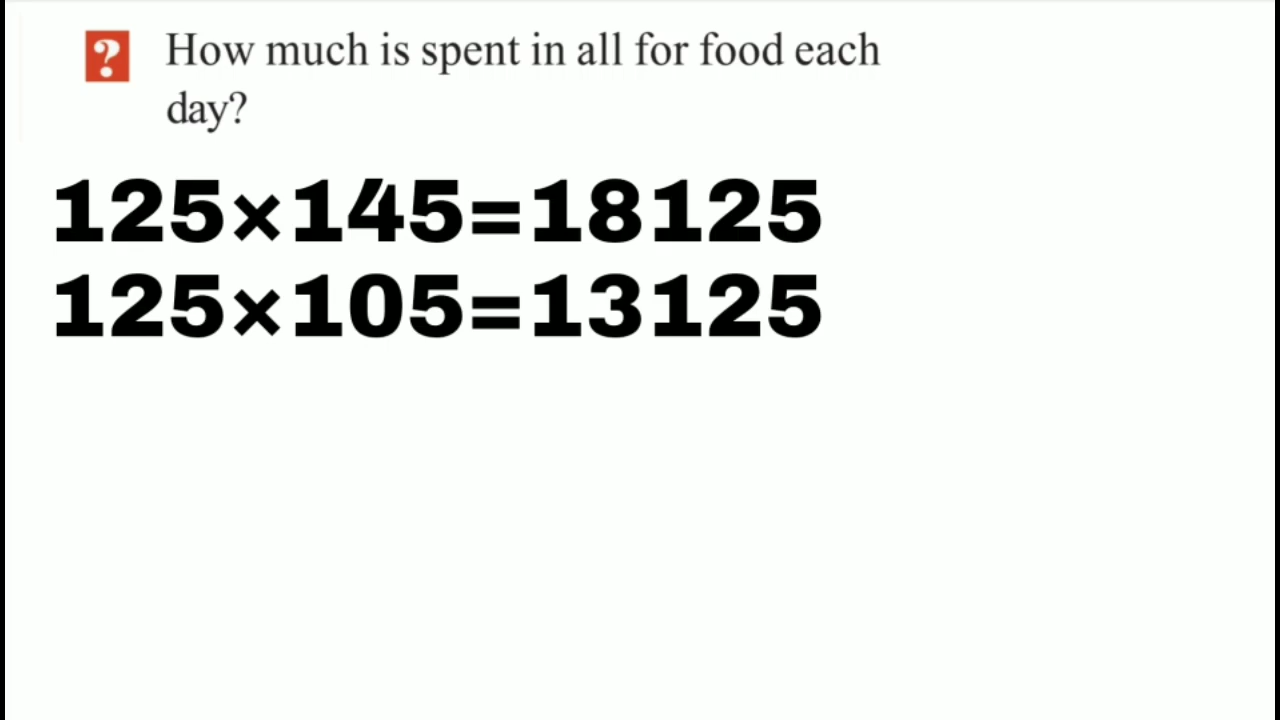 ? How much is spent in all for food each
day?
125×145=18125
125×105=13125